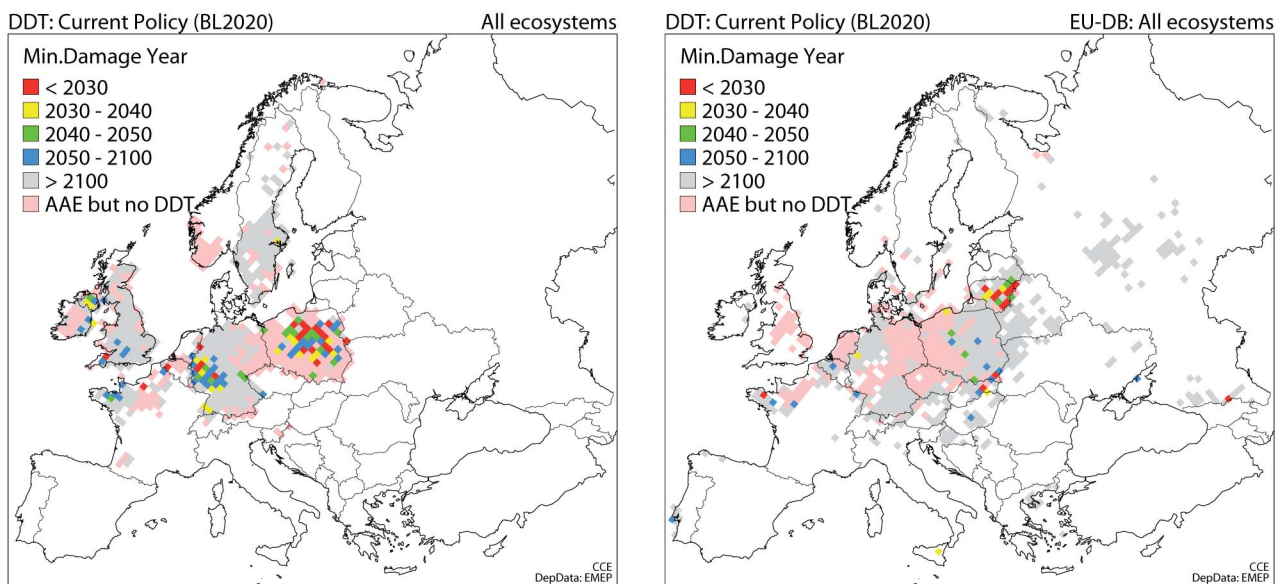 DDT: Current Policy (BL2020) All ecosystems
Min.Damage Year
< 2030
2030 - 2040
2040 - 2050
2050 - 2100
> 2100
AAE but no DDT
CCE
DepData: EMEP
DDT: Current Policy (BL2020) EU-DB: All ecosystems
Min.Damage Year
< 2030
2030 - 2040
2040 - 2050
2050 - 2100
> 2100
AAE but no DDT
CCE
DepData: EMEP